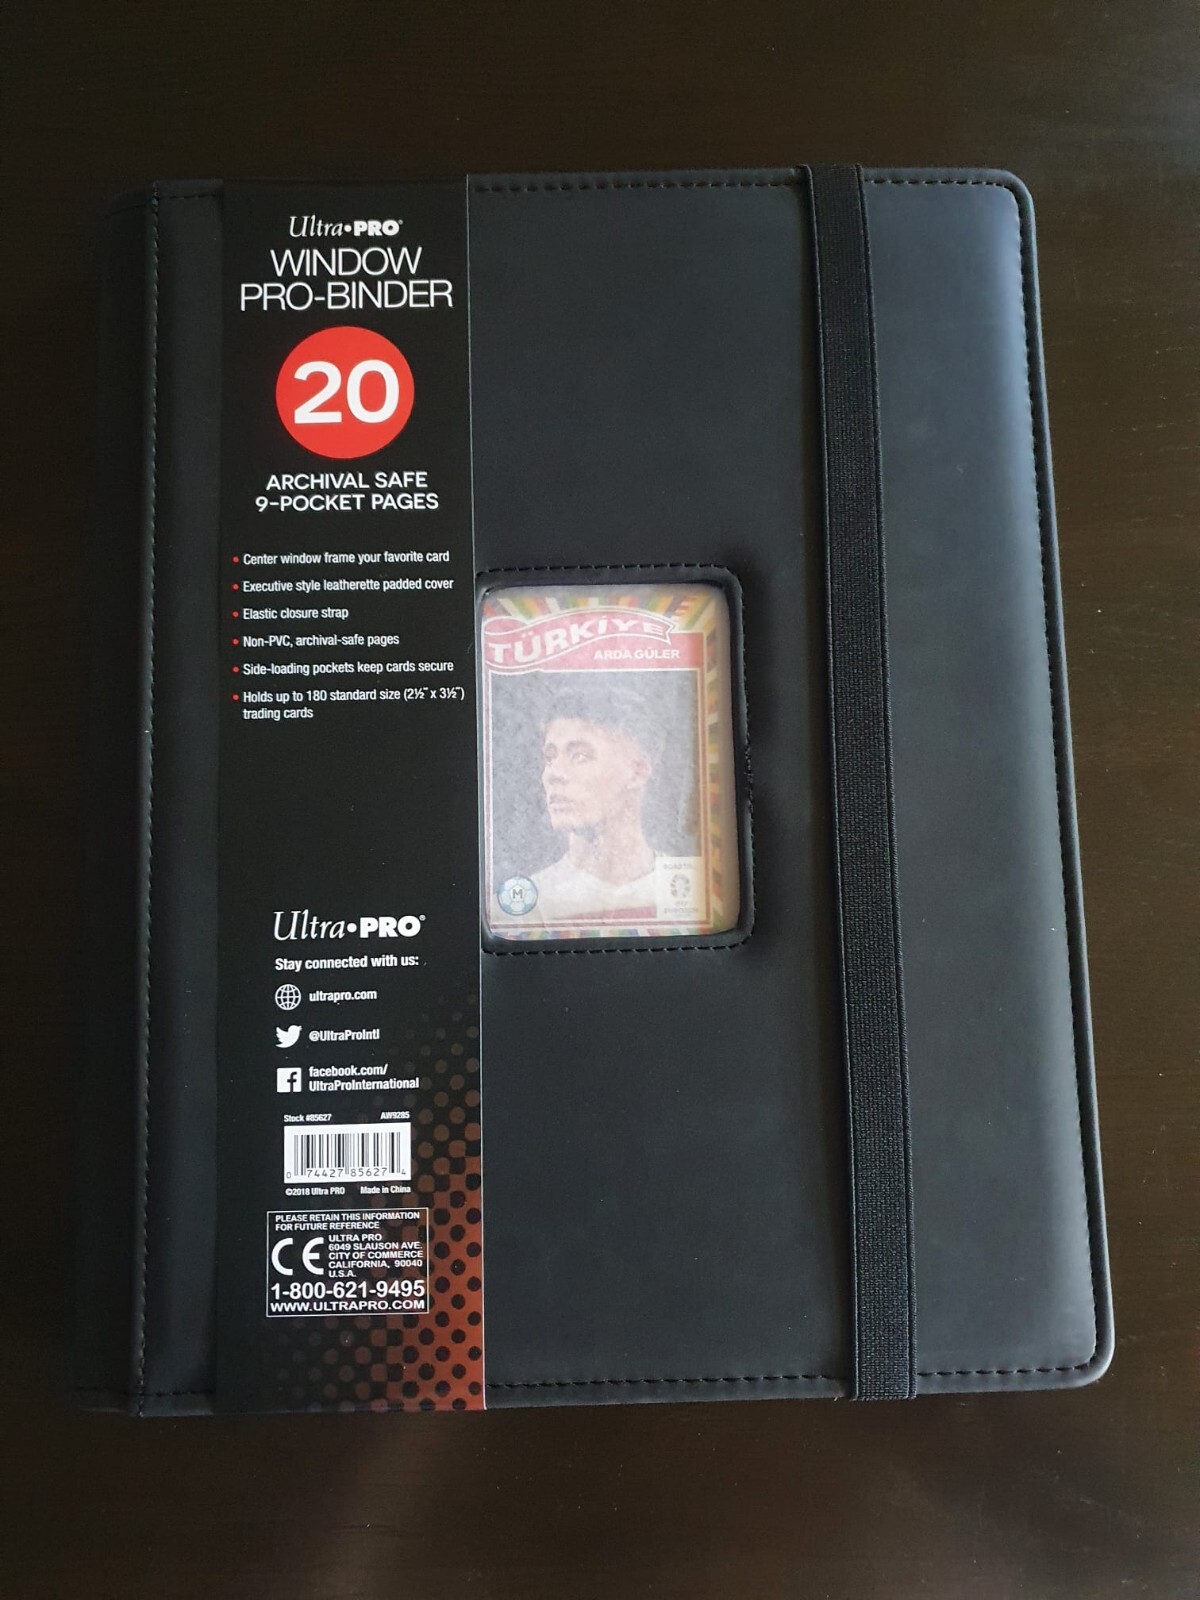 Ultra•PRO®
WINDOW
PRO-BINDER
20
ARCHIVAL SAFE
9-POCKET PAGES
• Center window frame your favorite card
• Executive style leatherette padded cover
• Elastic closure strap
• Non-PVC, archival-safe pages
• Side-loading pockets keep cards secure
• Holds up to 180 standard size (2½" x 3½")
trading cards
TÜRKİYE
ARDA GÜLER
M
Ultra•PRO®
Stay connected with us:
ultrapro.com
@UltraProIntl
facebook.com/
UltraProInternational
Stock #85627 AW9285
0 74427 85627 4
©2018 Ultra PRO Made in China
PLEASE RETAIN THIS INFORMATION
FOR FUTURE REFERENCE
CE
ULTRA PRO
6049 SLAUSON AVE.
CITY OF COMMERCE
CALIFORNIA, 90040
U.S.A.
1-800-621-9495
WWW.ULTRAPRO.COM